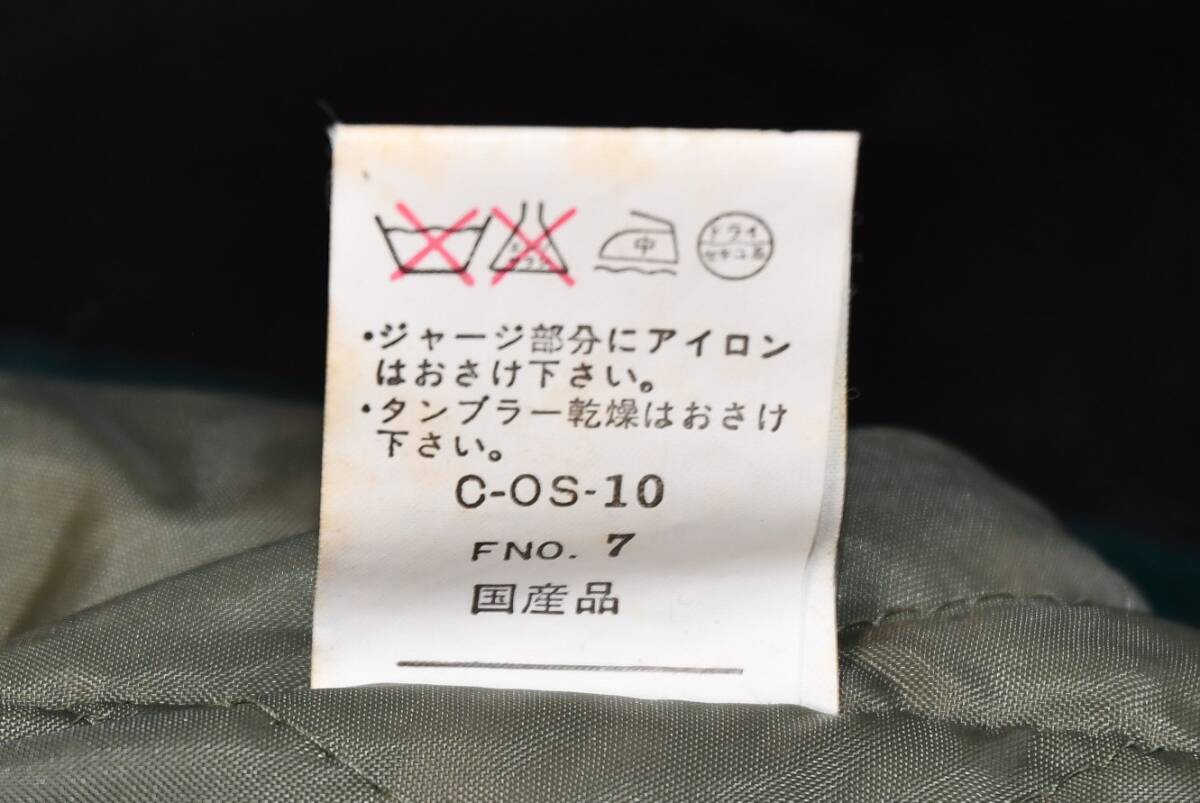 中
ドライ
セキユ系
・ジャージ部分にアイロン
はおさけ下さい。
・タンブラー乾燥はおさけ
下さい。
C-OS-10
FNO. 7
国産品